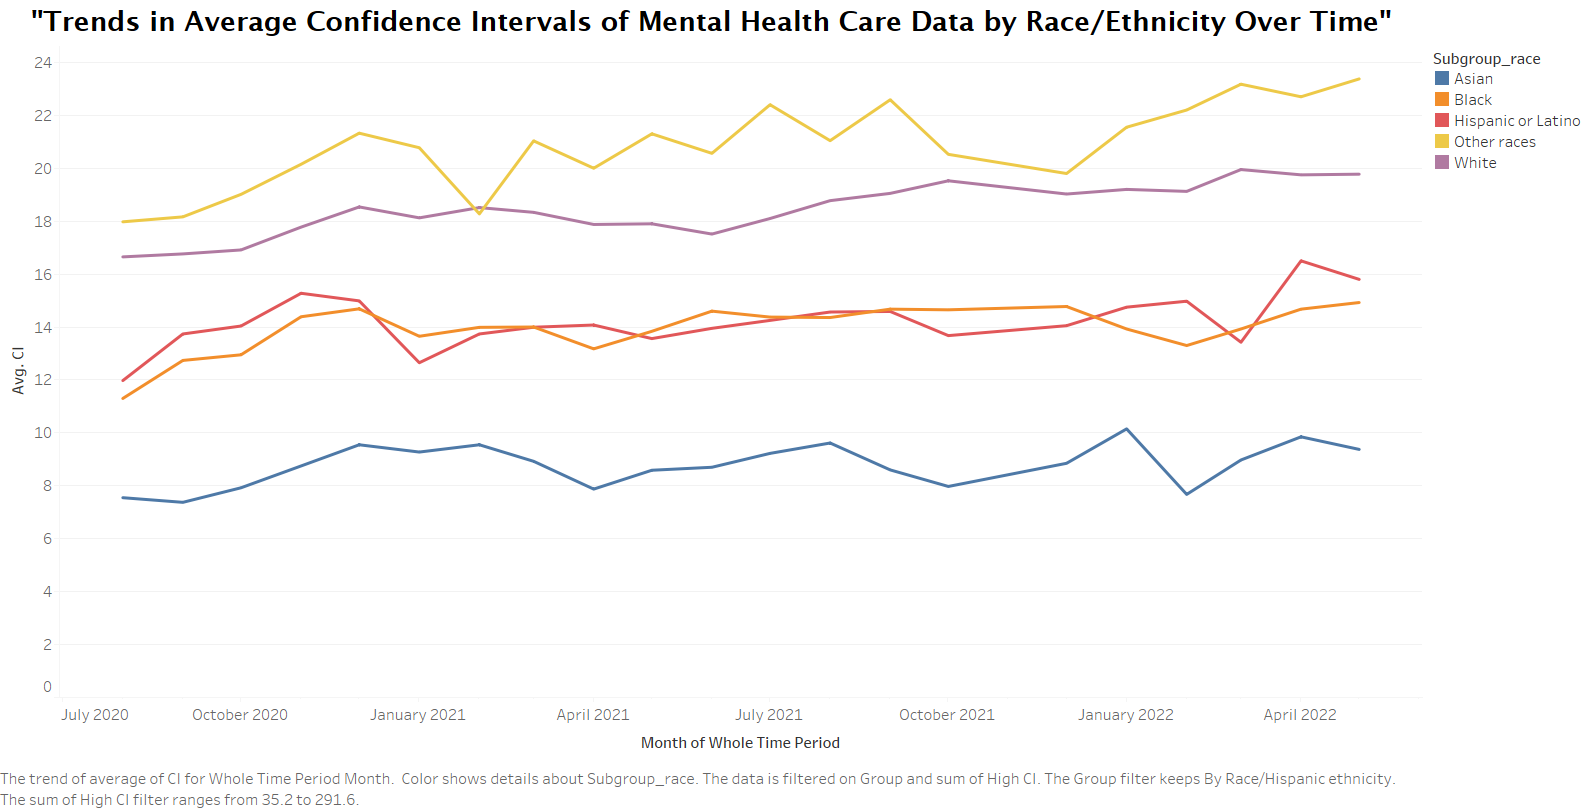 "Trends in Average Confidence Intervals of Mental Health Care Data by Race/Ethnicity Over Time"
Subgroup_race
Asian
Black
Hispanic or Latino
Other races
White
24
22
20
18
16
14
12
10
8
6
4
2
0
Avg. CI
July 2020
October 2020
January 2021
April 2021
July 2021
October 2021
January 2022
April 2022
Month of Whole Time Period
The trend of average of CI for Whole Time Period Month.  Color shows details about Subgroup_race. The data is filtered on Group and sum of High CI. The Group filter keeps By Race/Hispanic ethnicity.
The sum of High CI filter ranges from 35.2 to 291.6.